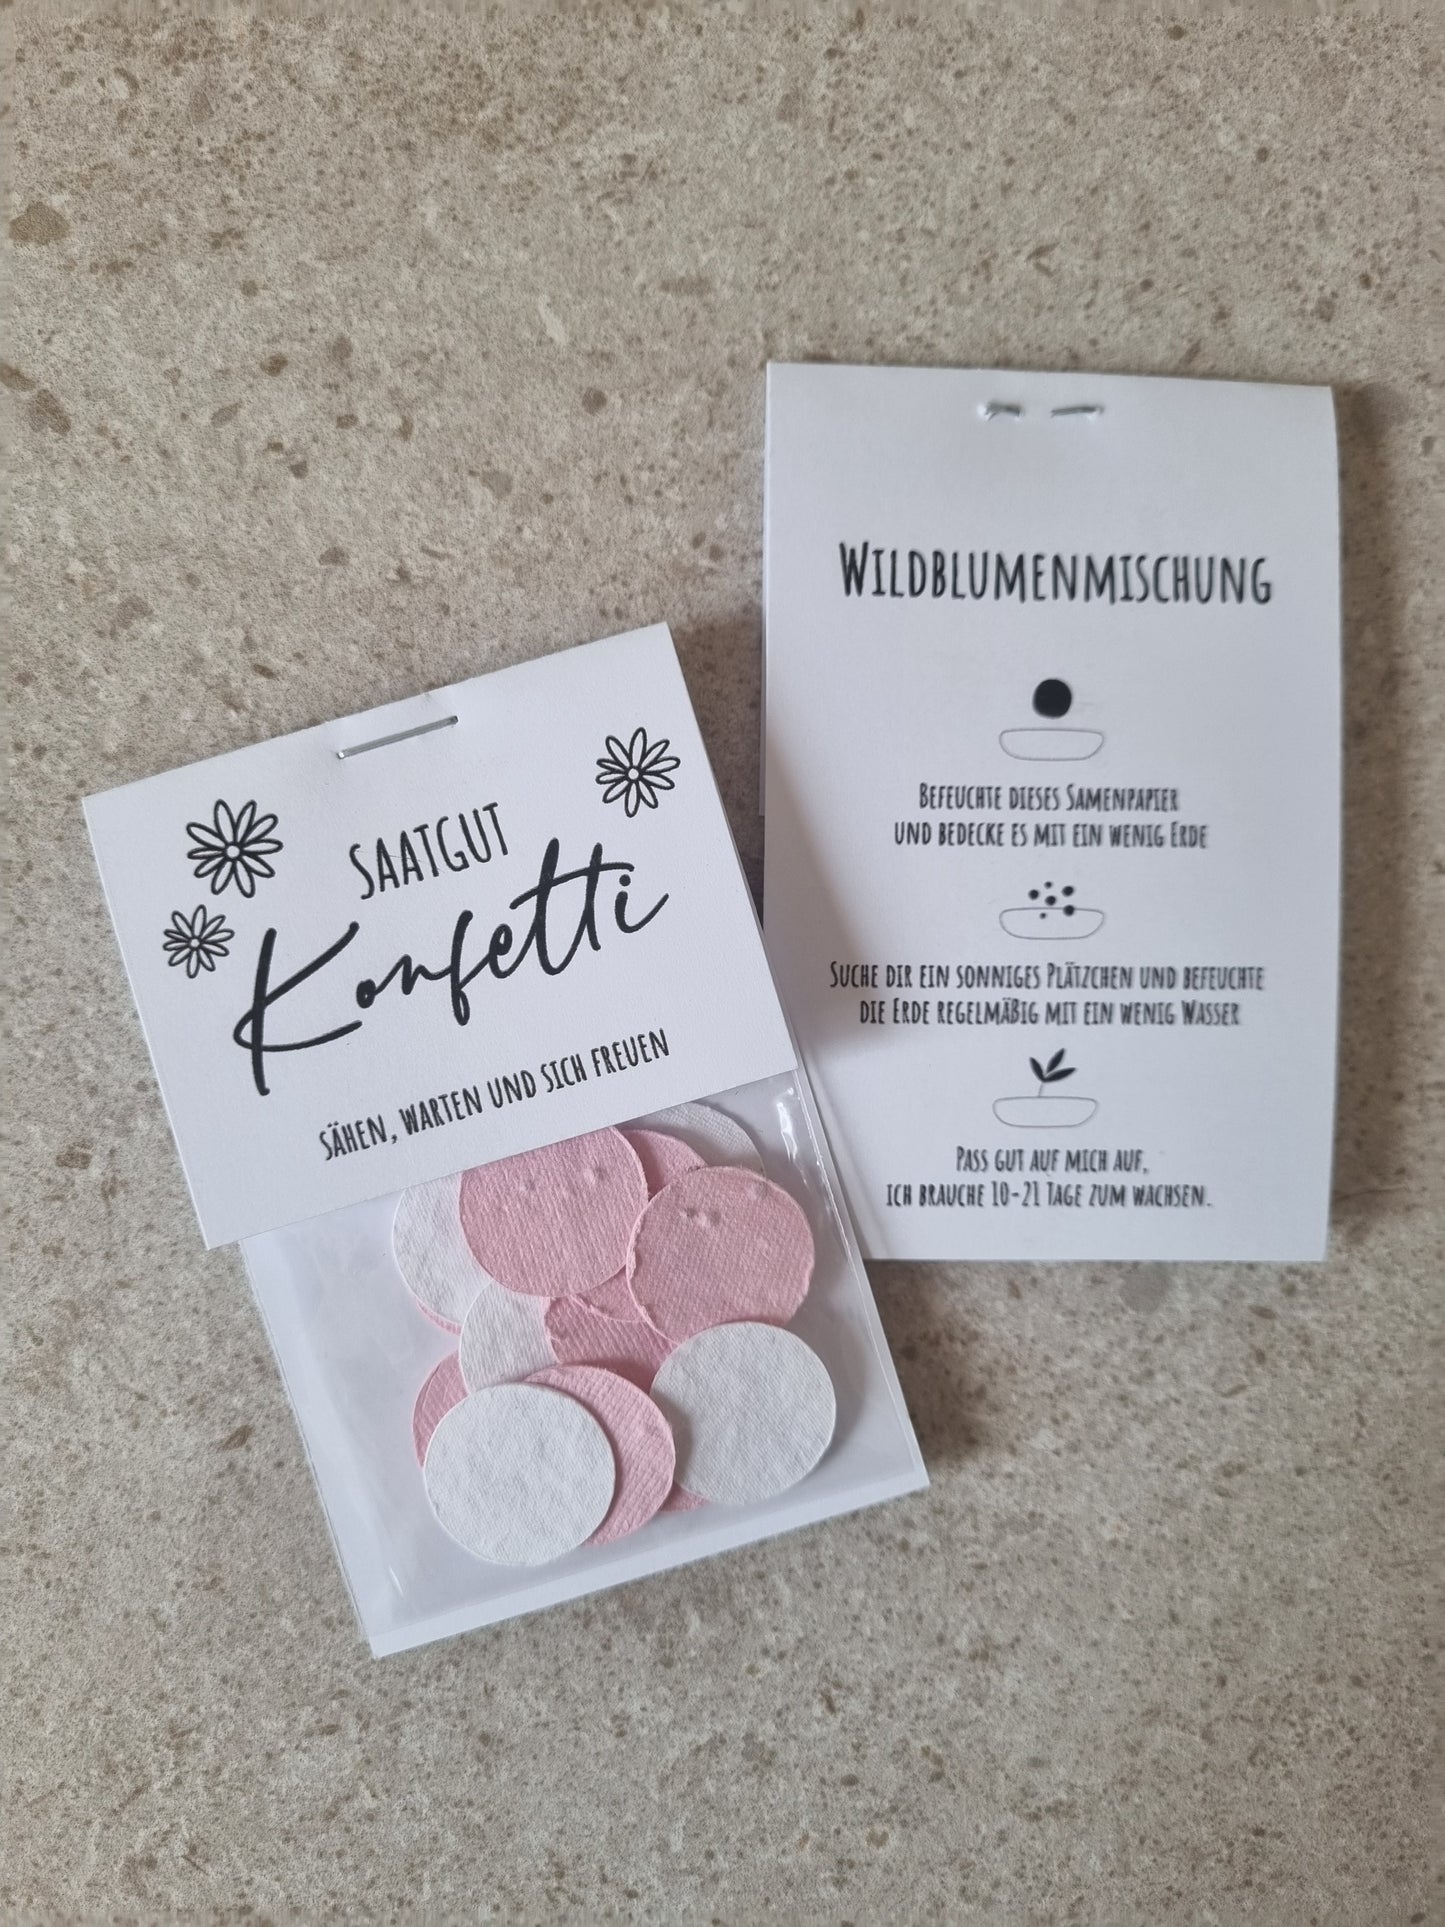 SAATGUT
Konfetti
SÄHEN, WARTEN UND SICH FREUEN
WILDBLUMENMISCHUNG
BEFEUCHTE DIESES SAMENPAPIER
UND BEDECKE ES MIT EIN WENIG ERDE
SUCHE DIR EIN SONNIGES PLÄTZCHEN UND BEFEUCHTE
DIE ERDE REGELMÄßIG MIT EIN WENIG WASSER
PASS GUT AUF MICH AUF,
ICH BRAUCHE 10-21 TAGE ZUM WACHSEN.